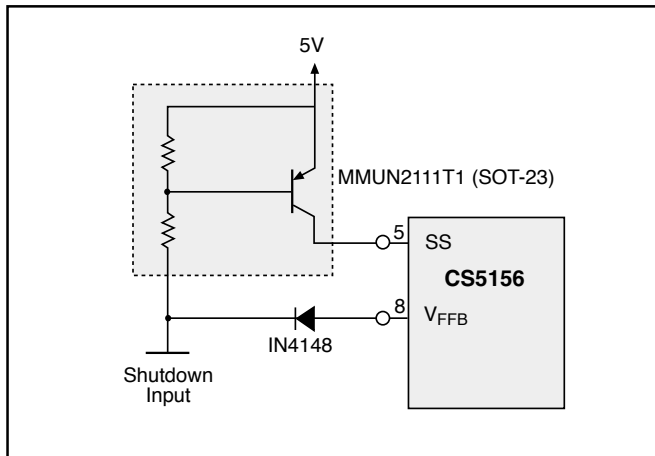 5V
MMUN2111T1 (SOT-23)
5
SS
CS5156
8
VFFB
IN4148
Shutdown
Input